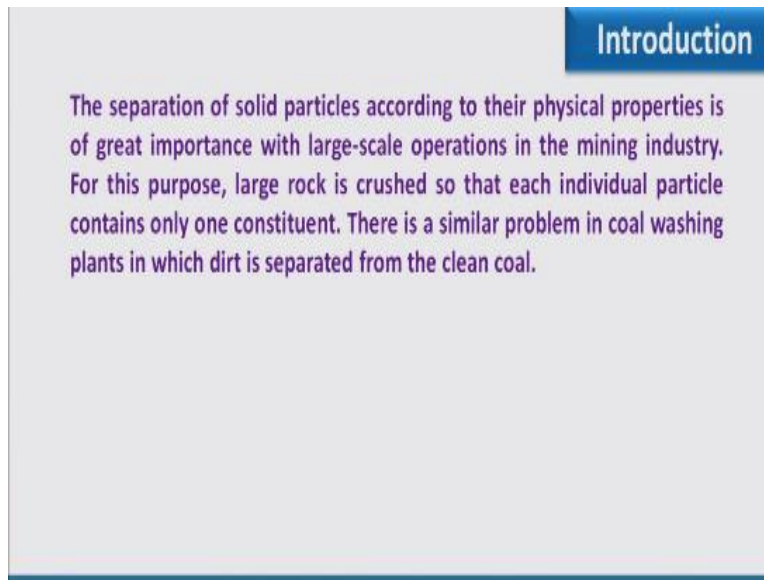 Introduction
The separation of solid particles according to their physical properties is
of great importance with large-scale operations in the mining industry.
For this purpose, large rock is crushed so that each individual particle
contains only one constituent. There is a similar problem in coal washing
plants in which dirt is separated from the clean coal.